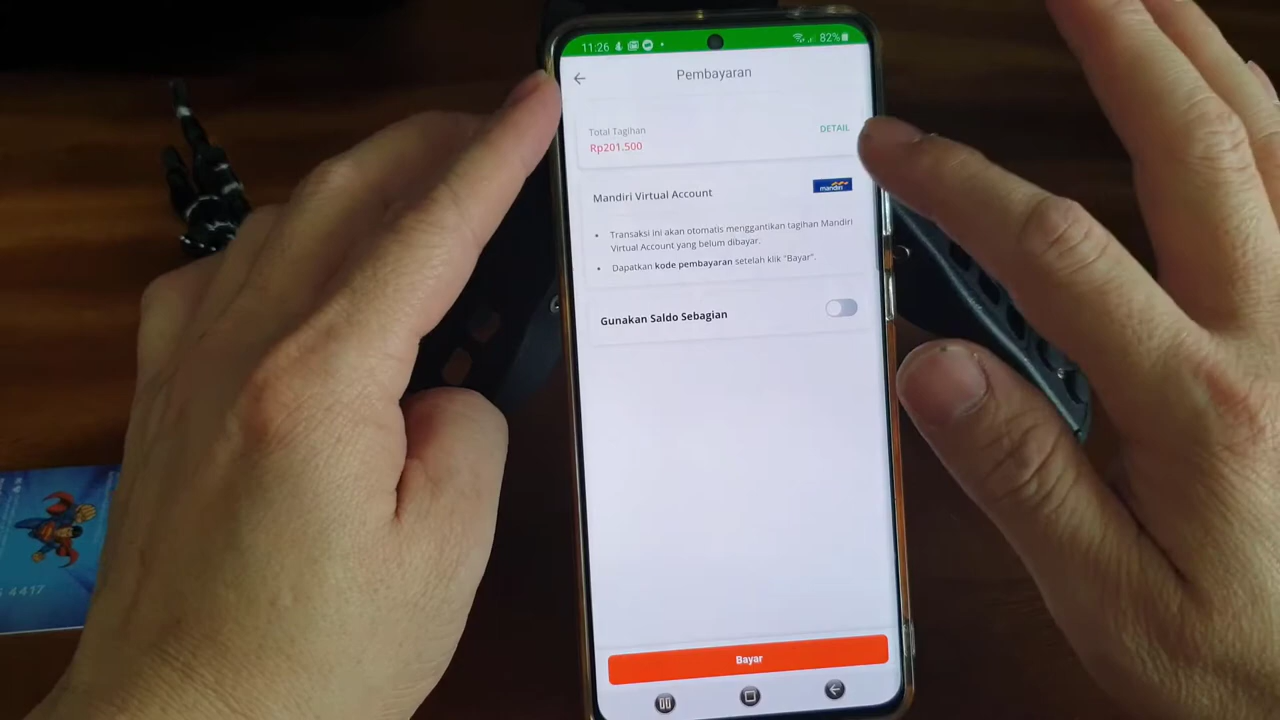 11:26
82%
Pembayaran
Total Tagihan
DETAIL
Rp201.500
Mandiri Virtual Account
mandiri
Transaksi ini akan otomatis menggantikan tagihan Mandiri
Virtual Account yang belum dibayar.
Dapatkan kode pembayaran setelah klik "Bayar".
Gunakan Saldo Sebagian
Bayar
4417